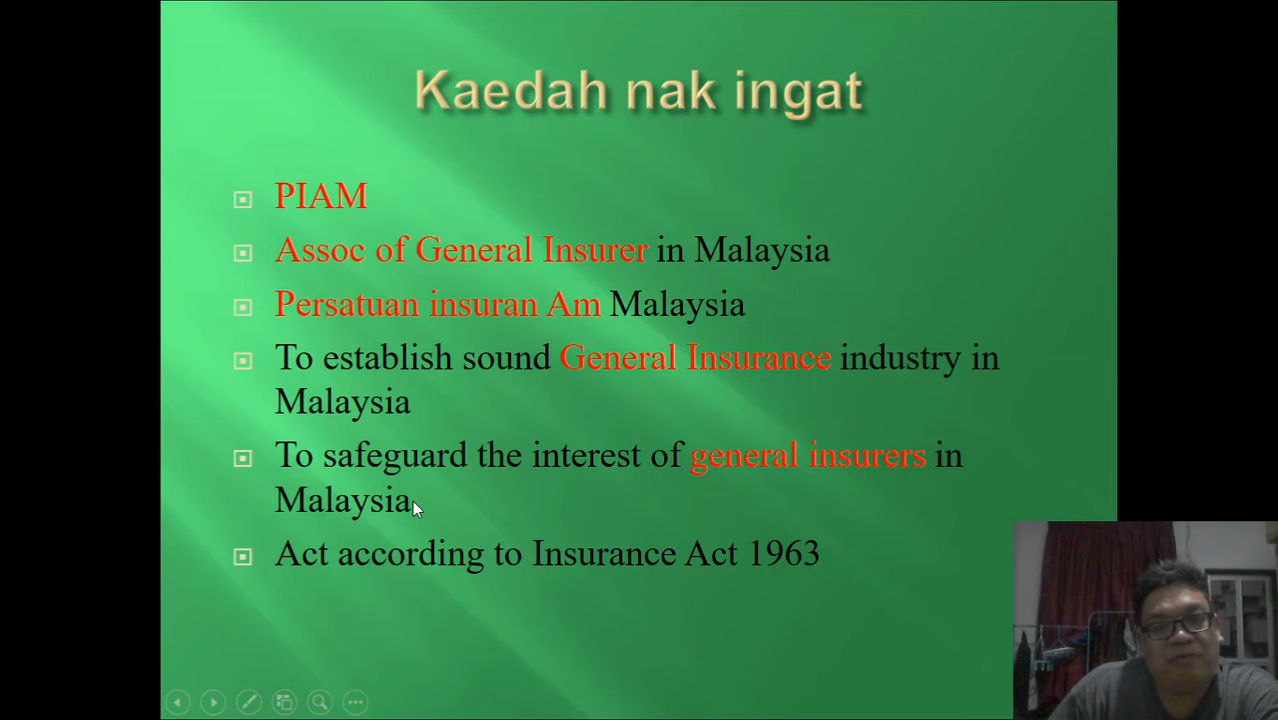 Kaedah nak ingat
PIAM
Assoc of General Insurer in Malaysia
Persatuan insuran Am Malaysia
To establish sound General Insurance industry in
Malaysia
To safeguard the interest of general insurers in
Malaysia
Act according to Insurance Act 1963